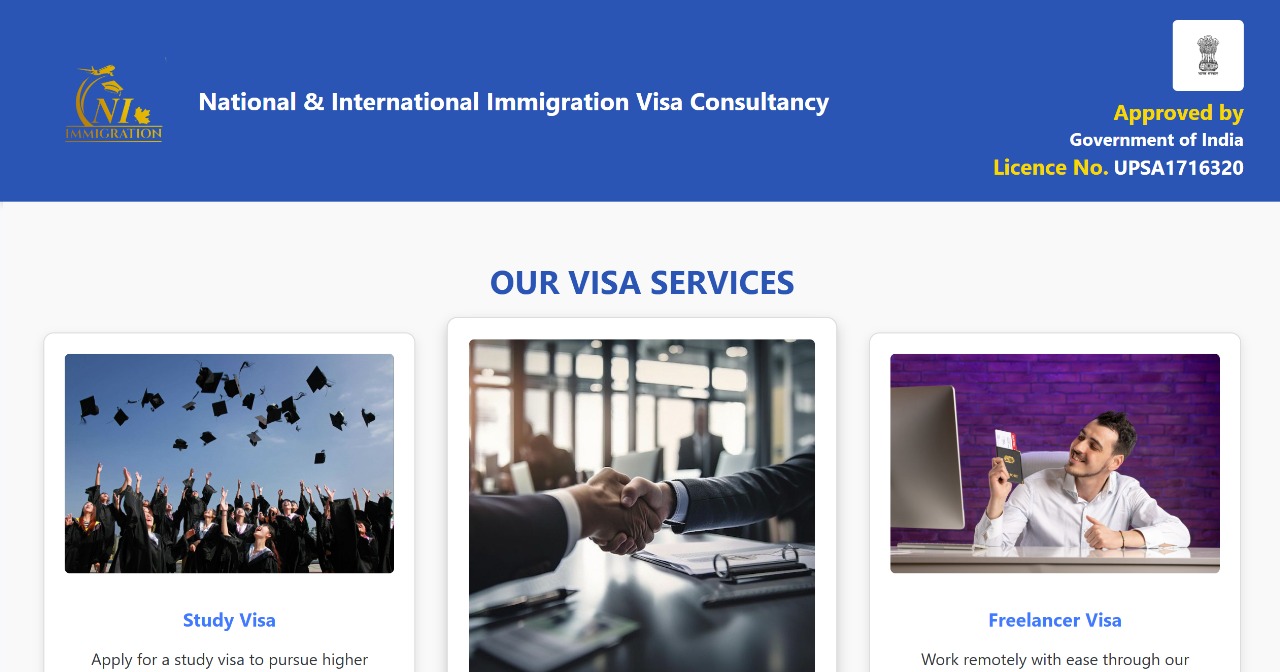 NI
IMMIGRATION
National & International Immigration Visa Consultancy
Approved by
Government of India
Licence No. UPSA1716320
OUR VISA SERVICES
Study Visa
Apply for a study visa to pursue higher
Freelancer Visa
Work remotely with ease through our